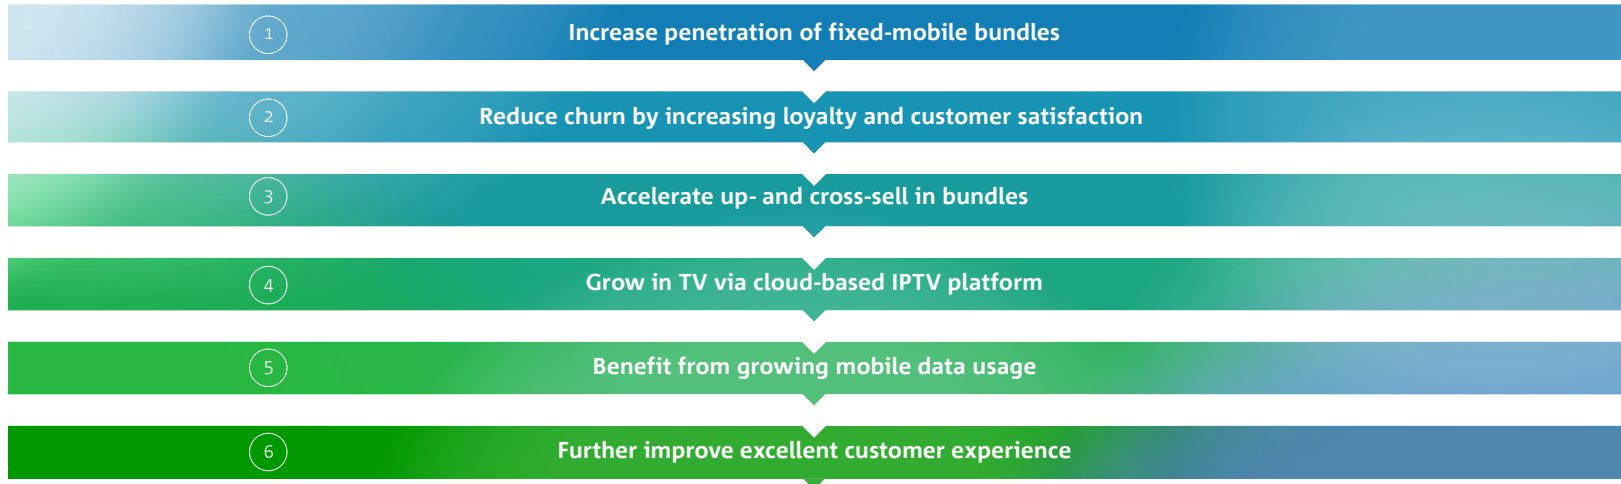 1 Increase penetration of fixed-mobile bundles
2 Reduce churn by increasing loyalty and customer satisfaction
3 Accelerate up- and cross-sell in bundles
4 Grow in TV via cloud-based IPTV platform
5 Benefit from growing mobile data usage
6 Further improve excellent customer experience